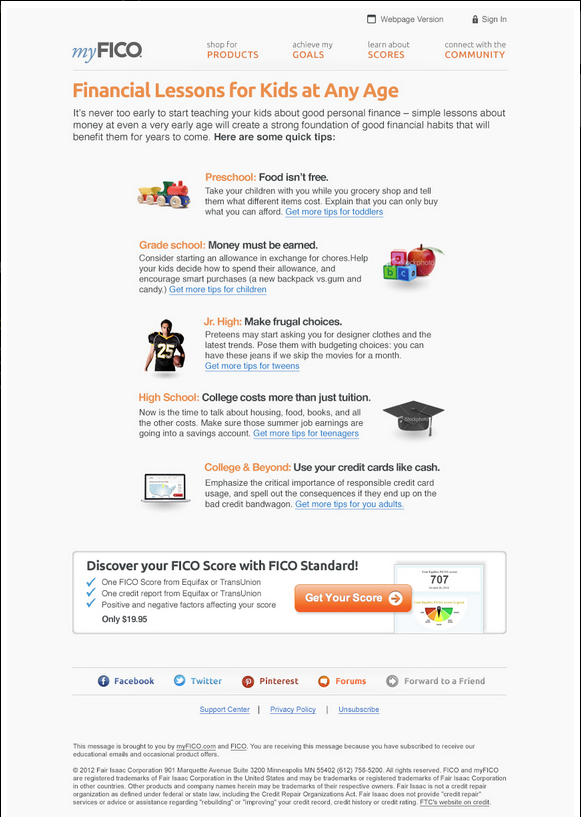 Webpage Version
Sign In
myFICO
shop for
PRODUCTS
achieve my
GOALS
learn about
SCORES
connect with the
COMMUNITY
Financial Lessons for Kids at Any Age
It's never too early to start teaching your kids about good personal finance – simple lessons about
money at even a very early age will create a strong foundation of good financial habits that will
benefit them for years to come. Here are some quick tips:
Preschool: Food isn't free.
Take your children with you while you grocery shop and tell
them what different items cost. Explain that you can only buy
what you can afford. Get more tips for toddlers
Grade school: Money must be earned.
Consider starting an allowance in exchange for chores.Help
your kids decide how to spend their allowance, and
encourage smart purchases (a new backpack vs.gum and
candy.) Get more tips for children
a
b
c
iStockphoto
25
Jr. High: Make frugal choices.
Preteens may start asking you for designer clothes and the
latest trends. Pose them with budgeting choices: you can
have these jeans if we skip the movies for a month.
Get more tips for tweens
High School: College costs more than just tuition.
Now is the time to talk about housing, food, books, and all
the other costs. Make sure those summer job earnings are
going into a savings account. Get more tips for teenagers
iStockphoto
College & Beyond: Use your credit cards like cash.
Emphasize the critical importance of responsible credit card
usage, and spell out the consequences if they end up on the
bad credit bandwagon. Get more tips for you adults.
Discover your FICO Score with FICO Standard!
One FICO Score from Equifax or TransUnion
One credit report from Equifax or TransUnion
Positive and negative factors affecting your score
Only $19.95
Get Your Score
707
Facebook
Twitter
Pinterest
Forums
Forward to a Friend
Support Center | Privacy Policy | Unsubscribe
This message is brought to you by myFICO.com and FICO. You are receiving this message because you have subscribed to receive our
educational emails and occasional product offers.
© 2012 Fair Isaac Corporation 901 Marquette Avenue Suite 3200 Minneapolis MN 55402 (612) 758-5200. All rights reserved. FICO and myFICO
are registered trademarks of Fair Isaac Corporation in the United States and may be trademarks or registered trademarks of Fair Isaac Corporation
in other countries. Other products and company names herein may be trademarks of their respective owners. Fair Isaac is not a credit repair
organization as defined under federal or state law, including the Credit Repair Organizations Act. Fair Isaac does not provide "credit repair"
services or advice or assistance regarding "rebuilding" or "improving" your credit record, credit history or credit rating. FTC's website on credit.